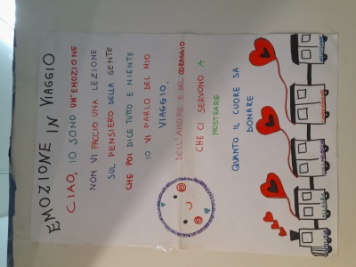 EMOZIONE IN VIAGGIO
CIAO, IO SONO UN'EMOZIONE
NON VI FACCIO UNA LEZIONE
SUL PENSIERO DELLA GENTE
CHE POI DICE TUTTO E NIENTE
IO VI PARLO DEL MIO
VIAGGIO.
DELL'AMORE E DEL CORAGGIO
CHE CI SERVONO A
MOSTRARE
QUANTO IL CUORE SA
DONARE